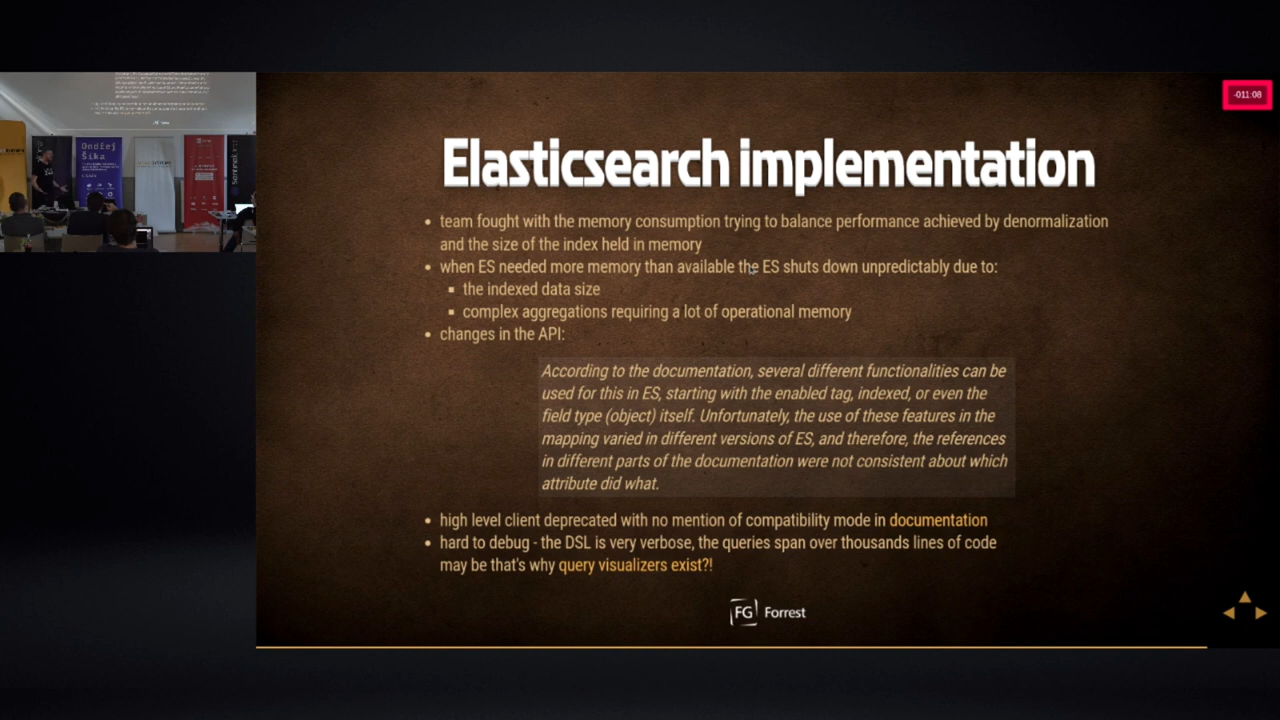 -011:08
Elasticsearch implementation
• team fought with the memory consumption trying to balance performance achieved by denormalization
and the size of the index held in memory
• when ES needed more memory than available the ES shuts down unpredictably due to:
▪ the indexed data size
▪ complex aggregations requiring a lot of operational memory
• changes in the API:
According to the documentation, several different functionalities can be
used for this in ES, starting with the enabled tag, indexed, or even the
field type (object) itself. Unfortunately, the use of these features in the
mapping varied in different versions of ES, and therefore, the references
in different parts of the documentation were not consistent about which
attribute did what.
• high level client deprecated with no mention of compatibility mode in documentation
• hard to debug - the DSL is very verbose, the queries span over thousands lines of code
may be that's why query visualizers exist?!
FG Forrest
Ondřej
Šika